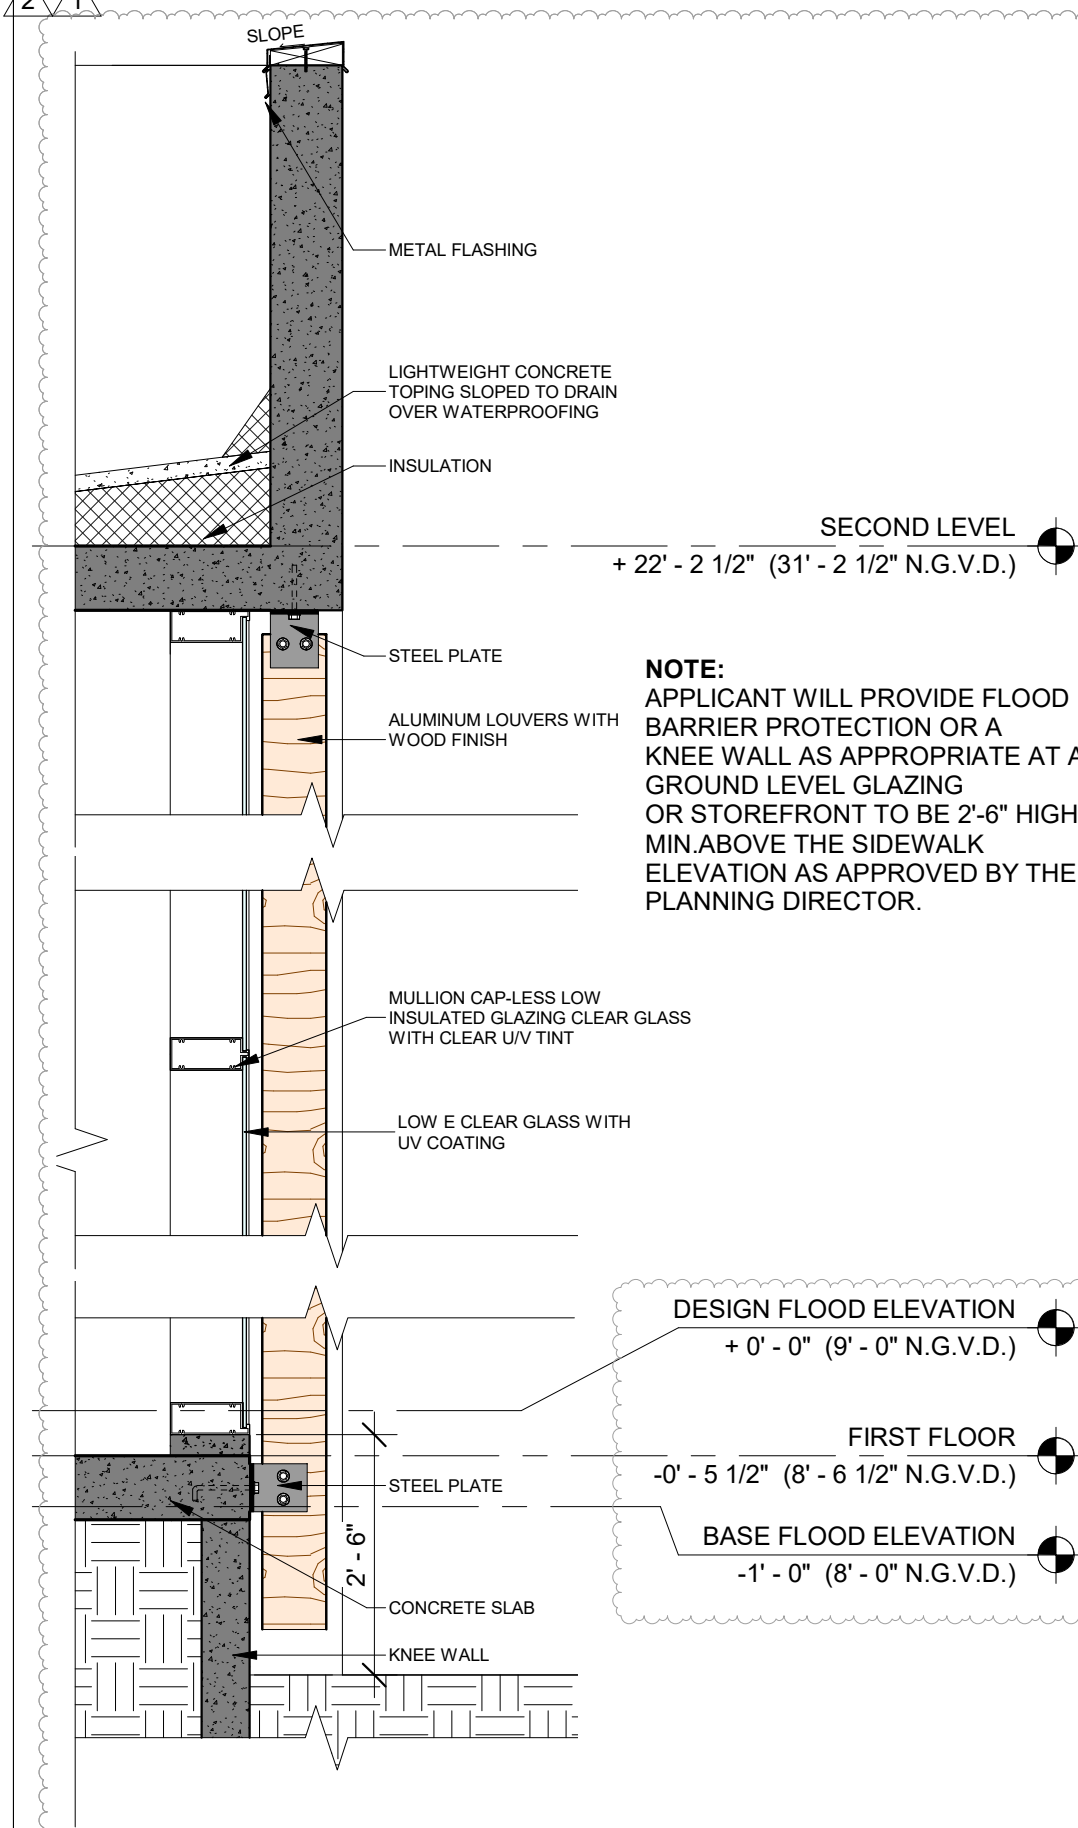 2 1
SLOPE
METAL FLASHING
LIGHTWEIGHT CONCRETE
TOPING SLOPED TO DRAIN
OVER WATERPROOFING
INSULATION
SECOND LEVEL
+ 22' - 2 1/2" (31' - 2 1/2" N.G.V.D.)
STEEL PLATE
ALUMINUM LOUVERS WITH
WOOD FINISH
NOTE:
APPLICANT WILL PROVIDE FLOOD
BARRIER PROTECTION OR A
KNEE WALL AS APPROPRIATE AT
GROUND LEVEL GLAZING
OR STOREFRONT TO BE 2'-6" HIGH
MIN.ABOVE THE SIDEWALK
ELEVATION AS APPROVED BY THE
PLANNING DIRECTOR.
MULLION CAP-LESS LOW
INSULATED GLAZING CLEAR GLASS
WITH CLEAR U/V TINT
LOW E CLEAR GLASS WITH
UV COATING
DESIGN FLOOD ELEVATION
+ 0' - 0" (9' - 0" N.G.V.D.)
FIRST FLOOR
-0' - 5 1/2" (8' - 6 1/2" N.G.V.D.)
STEEL PLATE
BASE FLOOD ELEVATION
-1' - 0" (8' - 0" N.G.V.D.)
2' - 6"
CONCRETE SLAB
KNEE WALL